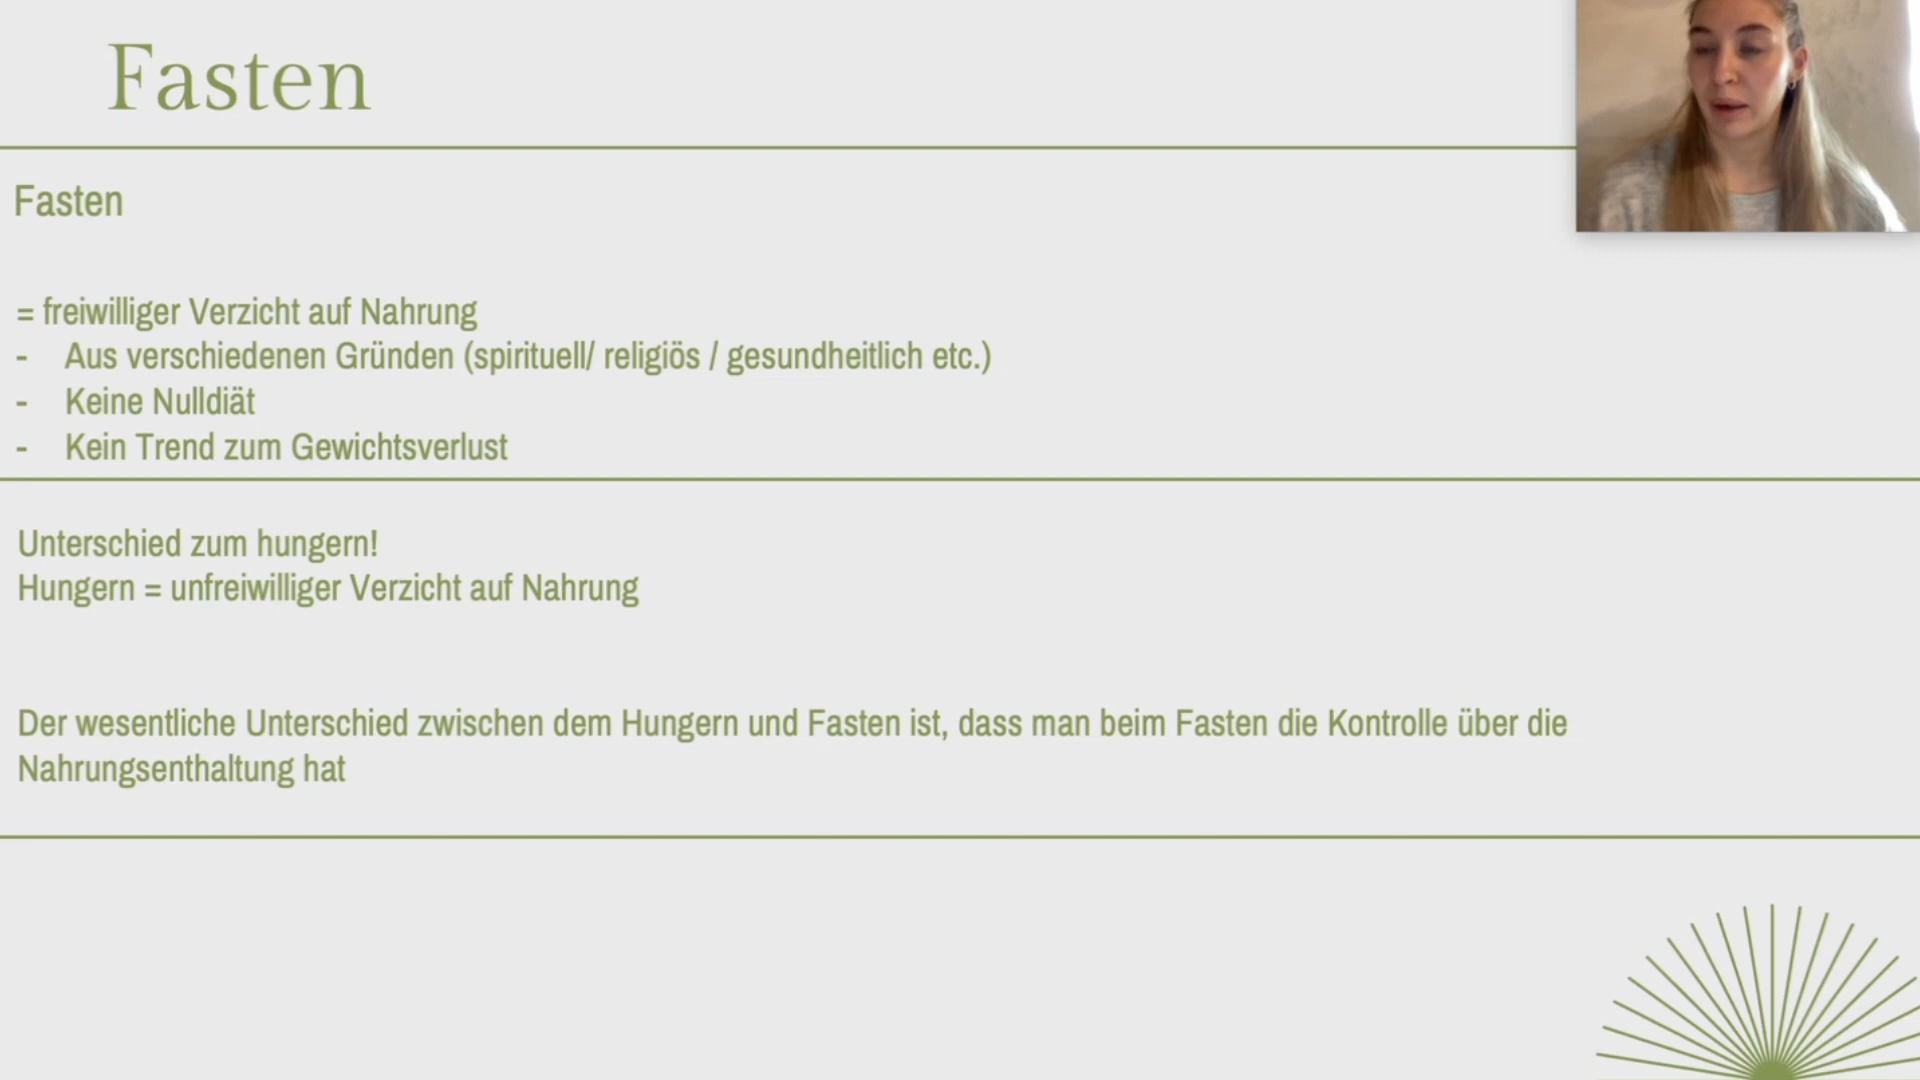 Fasten
Fasten
= freiwilliger Verzicht auf Nahrung
- Aus verschiedenen Gründen (spirituell/ religiös / gesundheitlich etc.)
- Keine Nulldiät
- Kein Trend zum Gewichtsverlust
Unterschied zum hungern!
Hungern = unfreiwilliger Verzicht auf Nahrung
Der wesentliche Unterschied zwischen dem Hungern und Fasten ist, dass man beim Fasten die Kontrolle über die
Nahrungsenthaltung hat